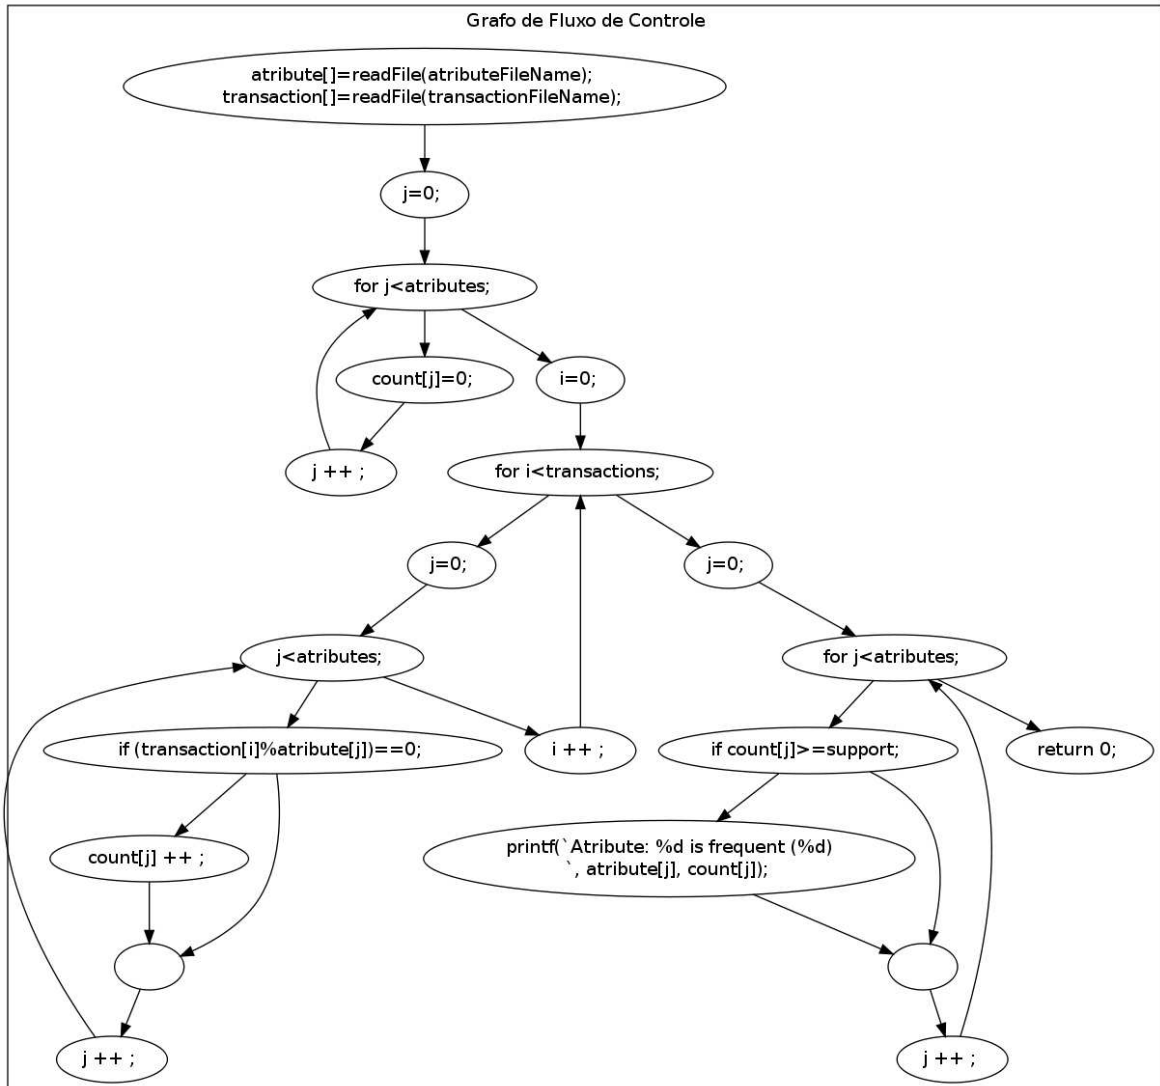 Grafo de Fluxo de Controle
atribute[]=readFile(atributeFileName);
transaction[]=readFile(transactionFileName);
j=0;
for j<atributes;
count[j]=0;
i=0;
j ++ ;
for i<transactions;
j=0;
j=0;
j<atributes;
for j<atributes;
if (transaction[i]%atribute[j])==0;
i ++ ;
if count[j]>=support;
return 0;
count[j] ++ ;
printf(`Atribute: %d is frequent (%d)
`, atribute[j], count[j]);
j ++ ;
j ++ ;